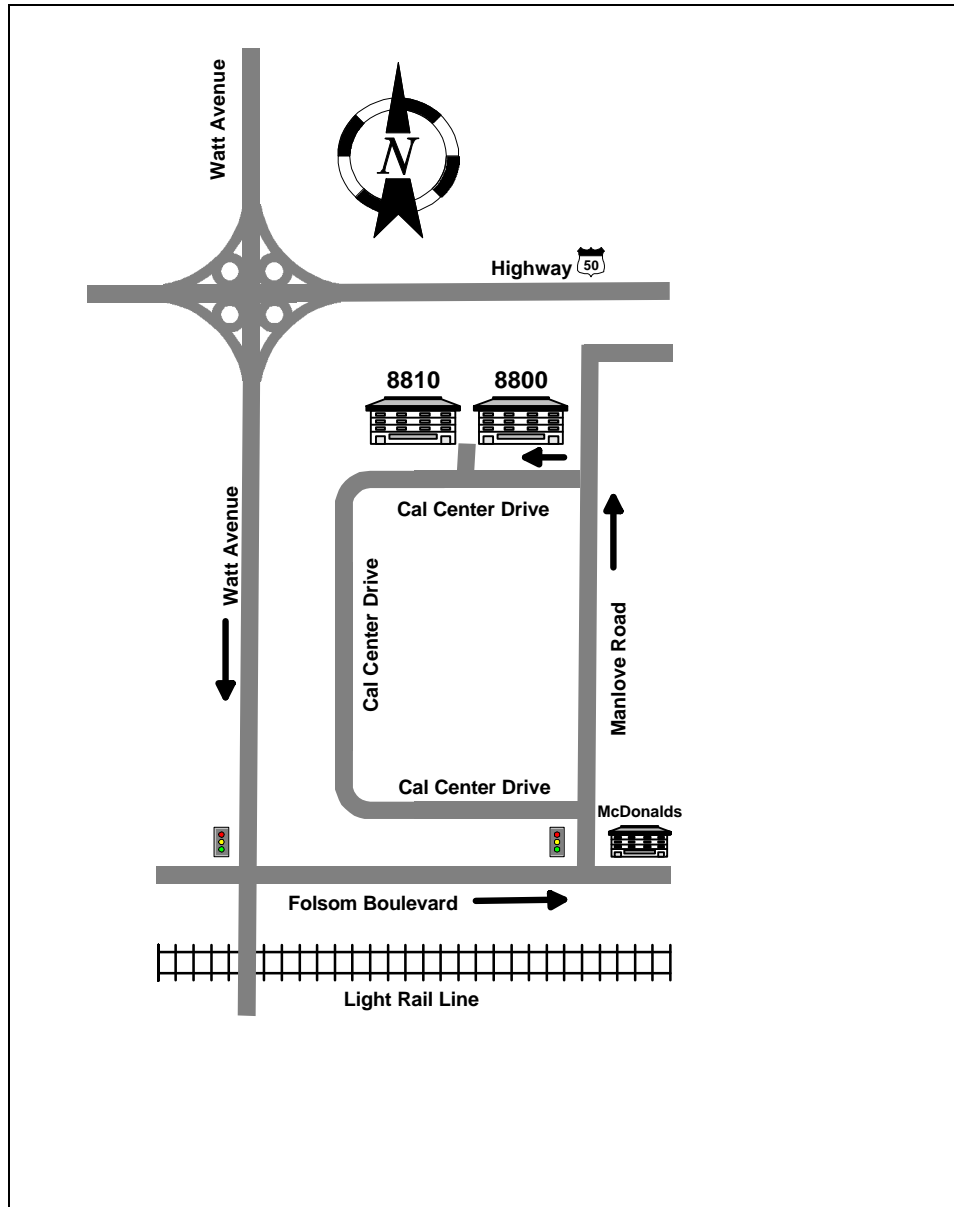 Watt Avenue
N
Highway 50
8810
8800
Cal Center Drive
Watt Avenue
Cal Center Drive
Manlove Road
Cal Center Drive
McDonalds
Folsom Boulevard
Light Rail Line